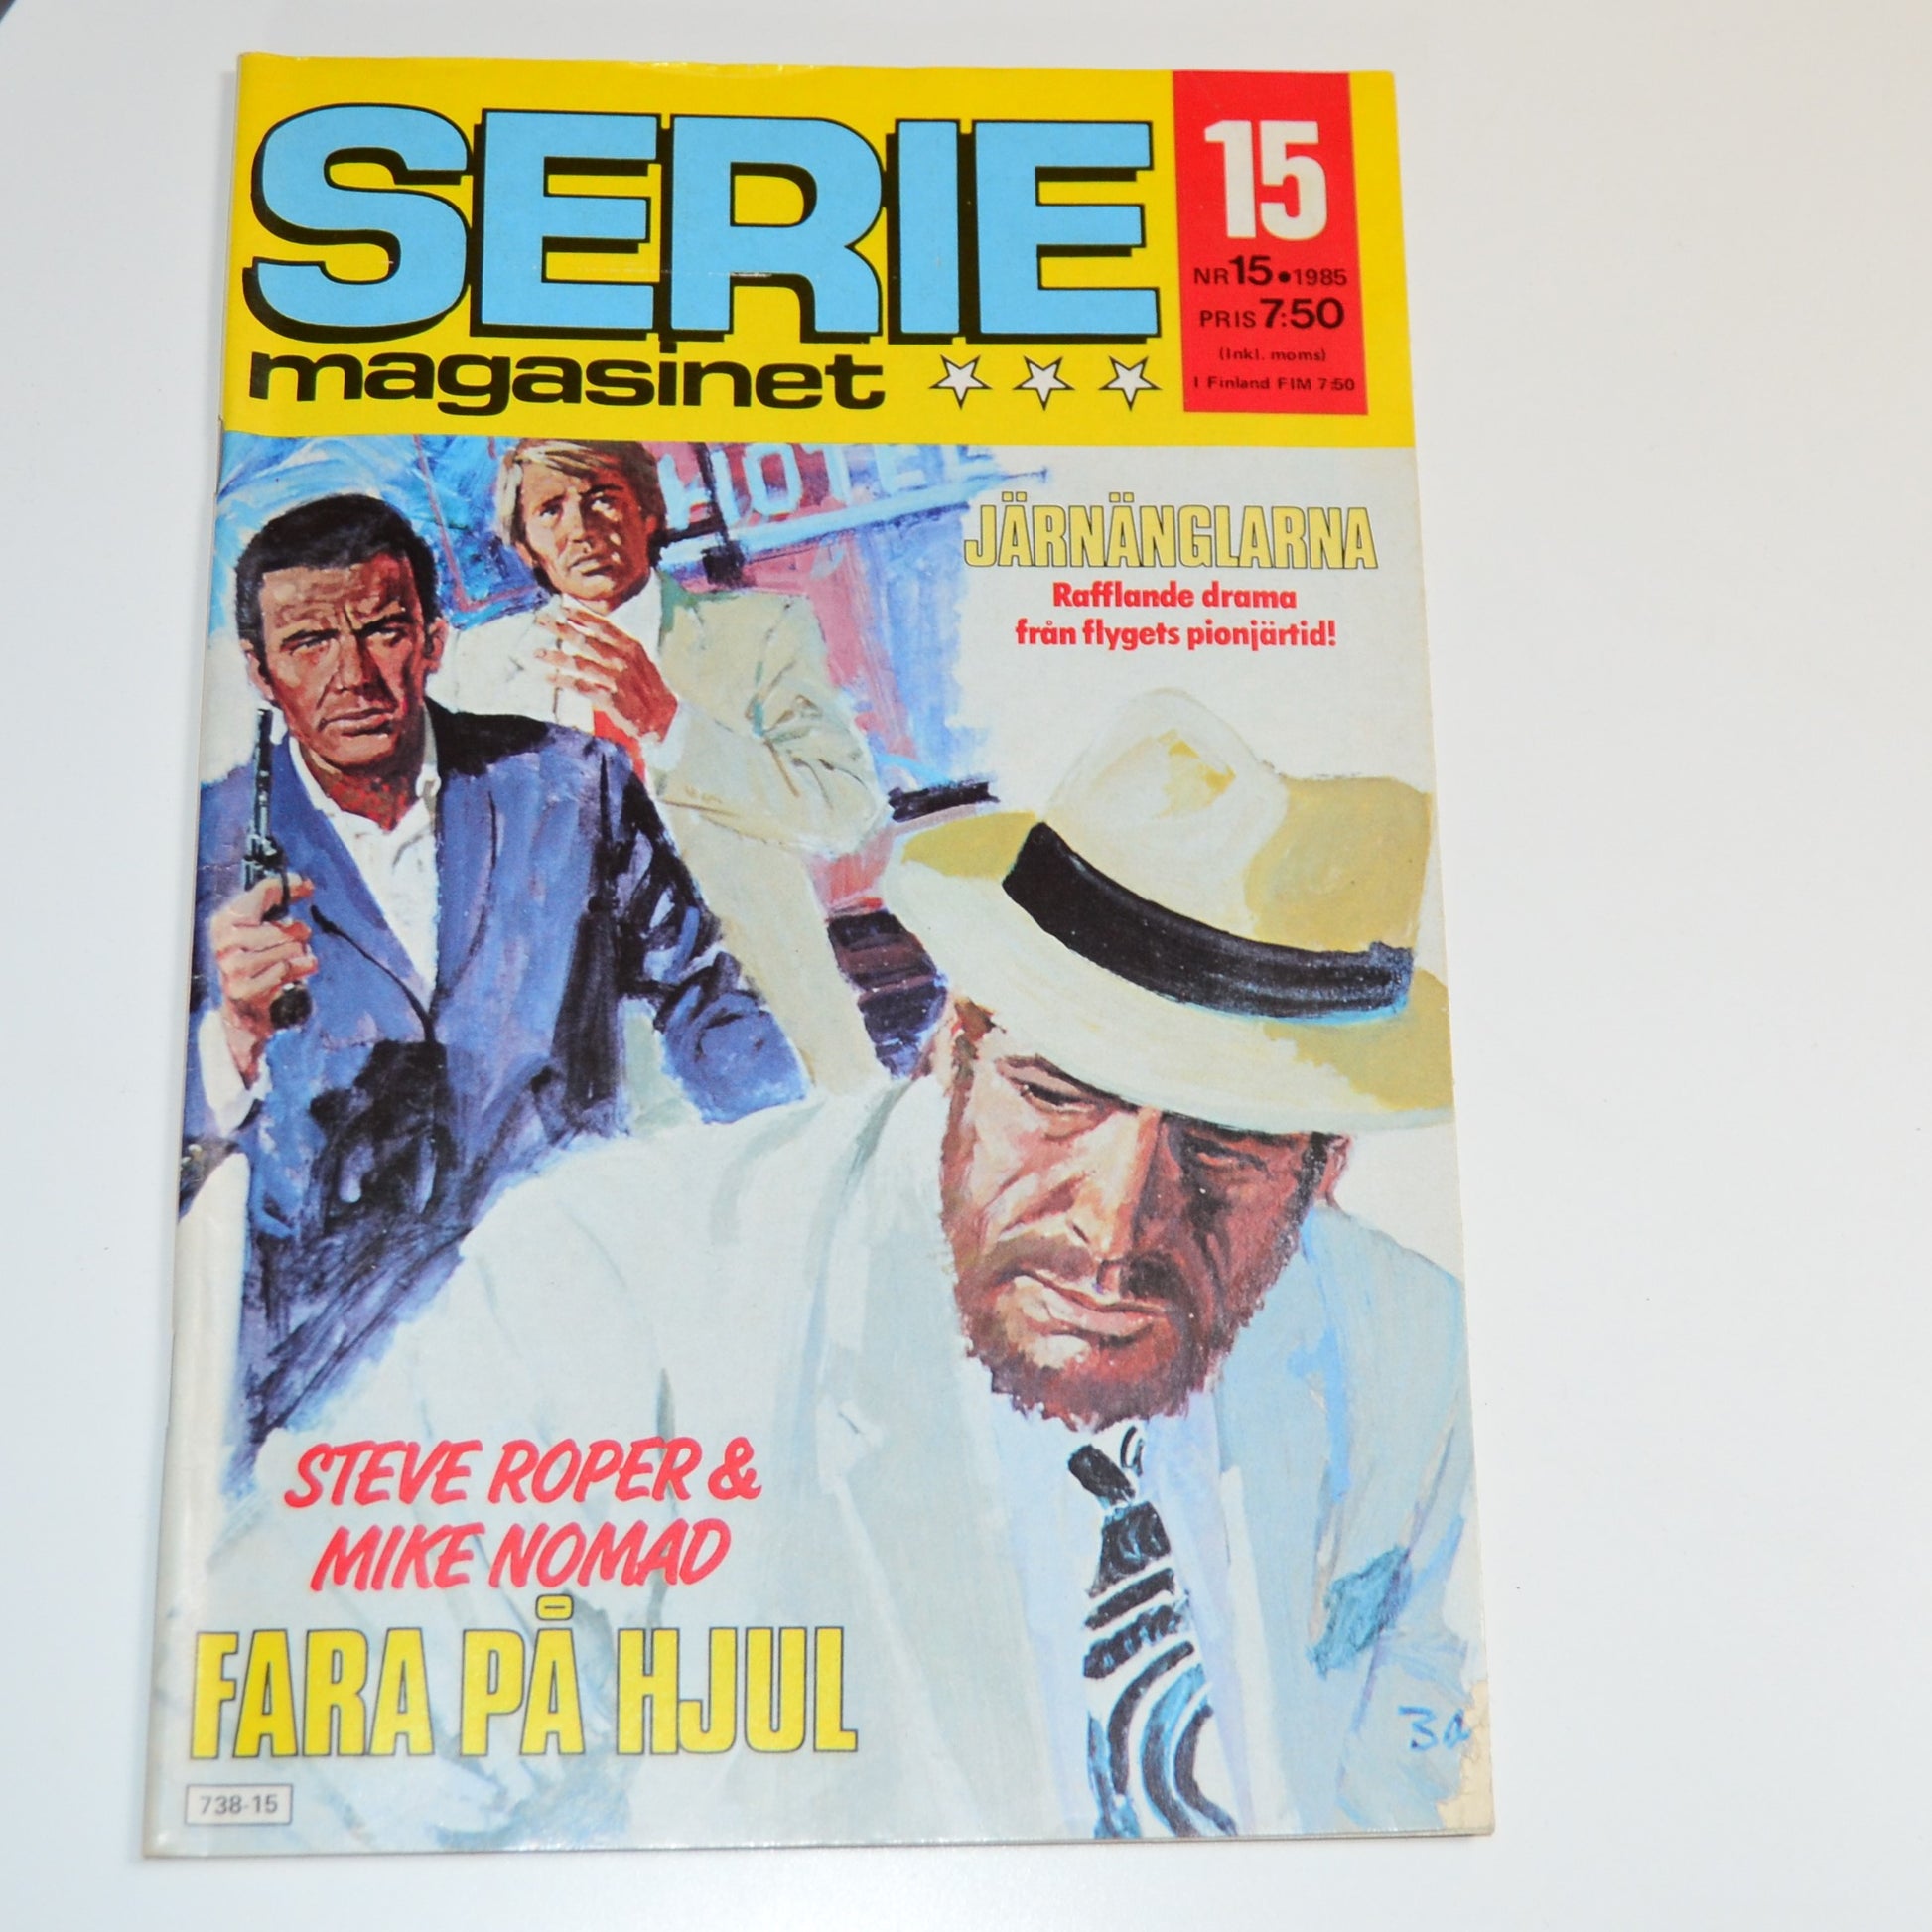 SERIE
magasinet
15
NR 15 • 1985
PRIS 7:50
(Inkl. moms)
I Finland FIM 7:50
HOTEL
JÄRNÄNGLARNA
Rafflande drama
från flygets pionjärtid!
STEVE ROPER &
MIKE NOMAD
FARA PÅ HJUL
738-15